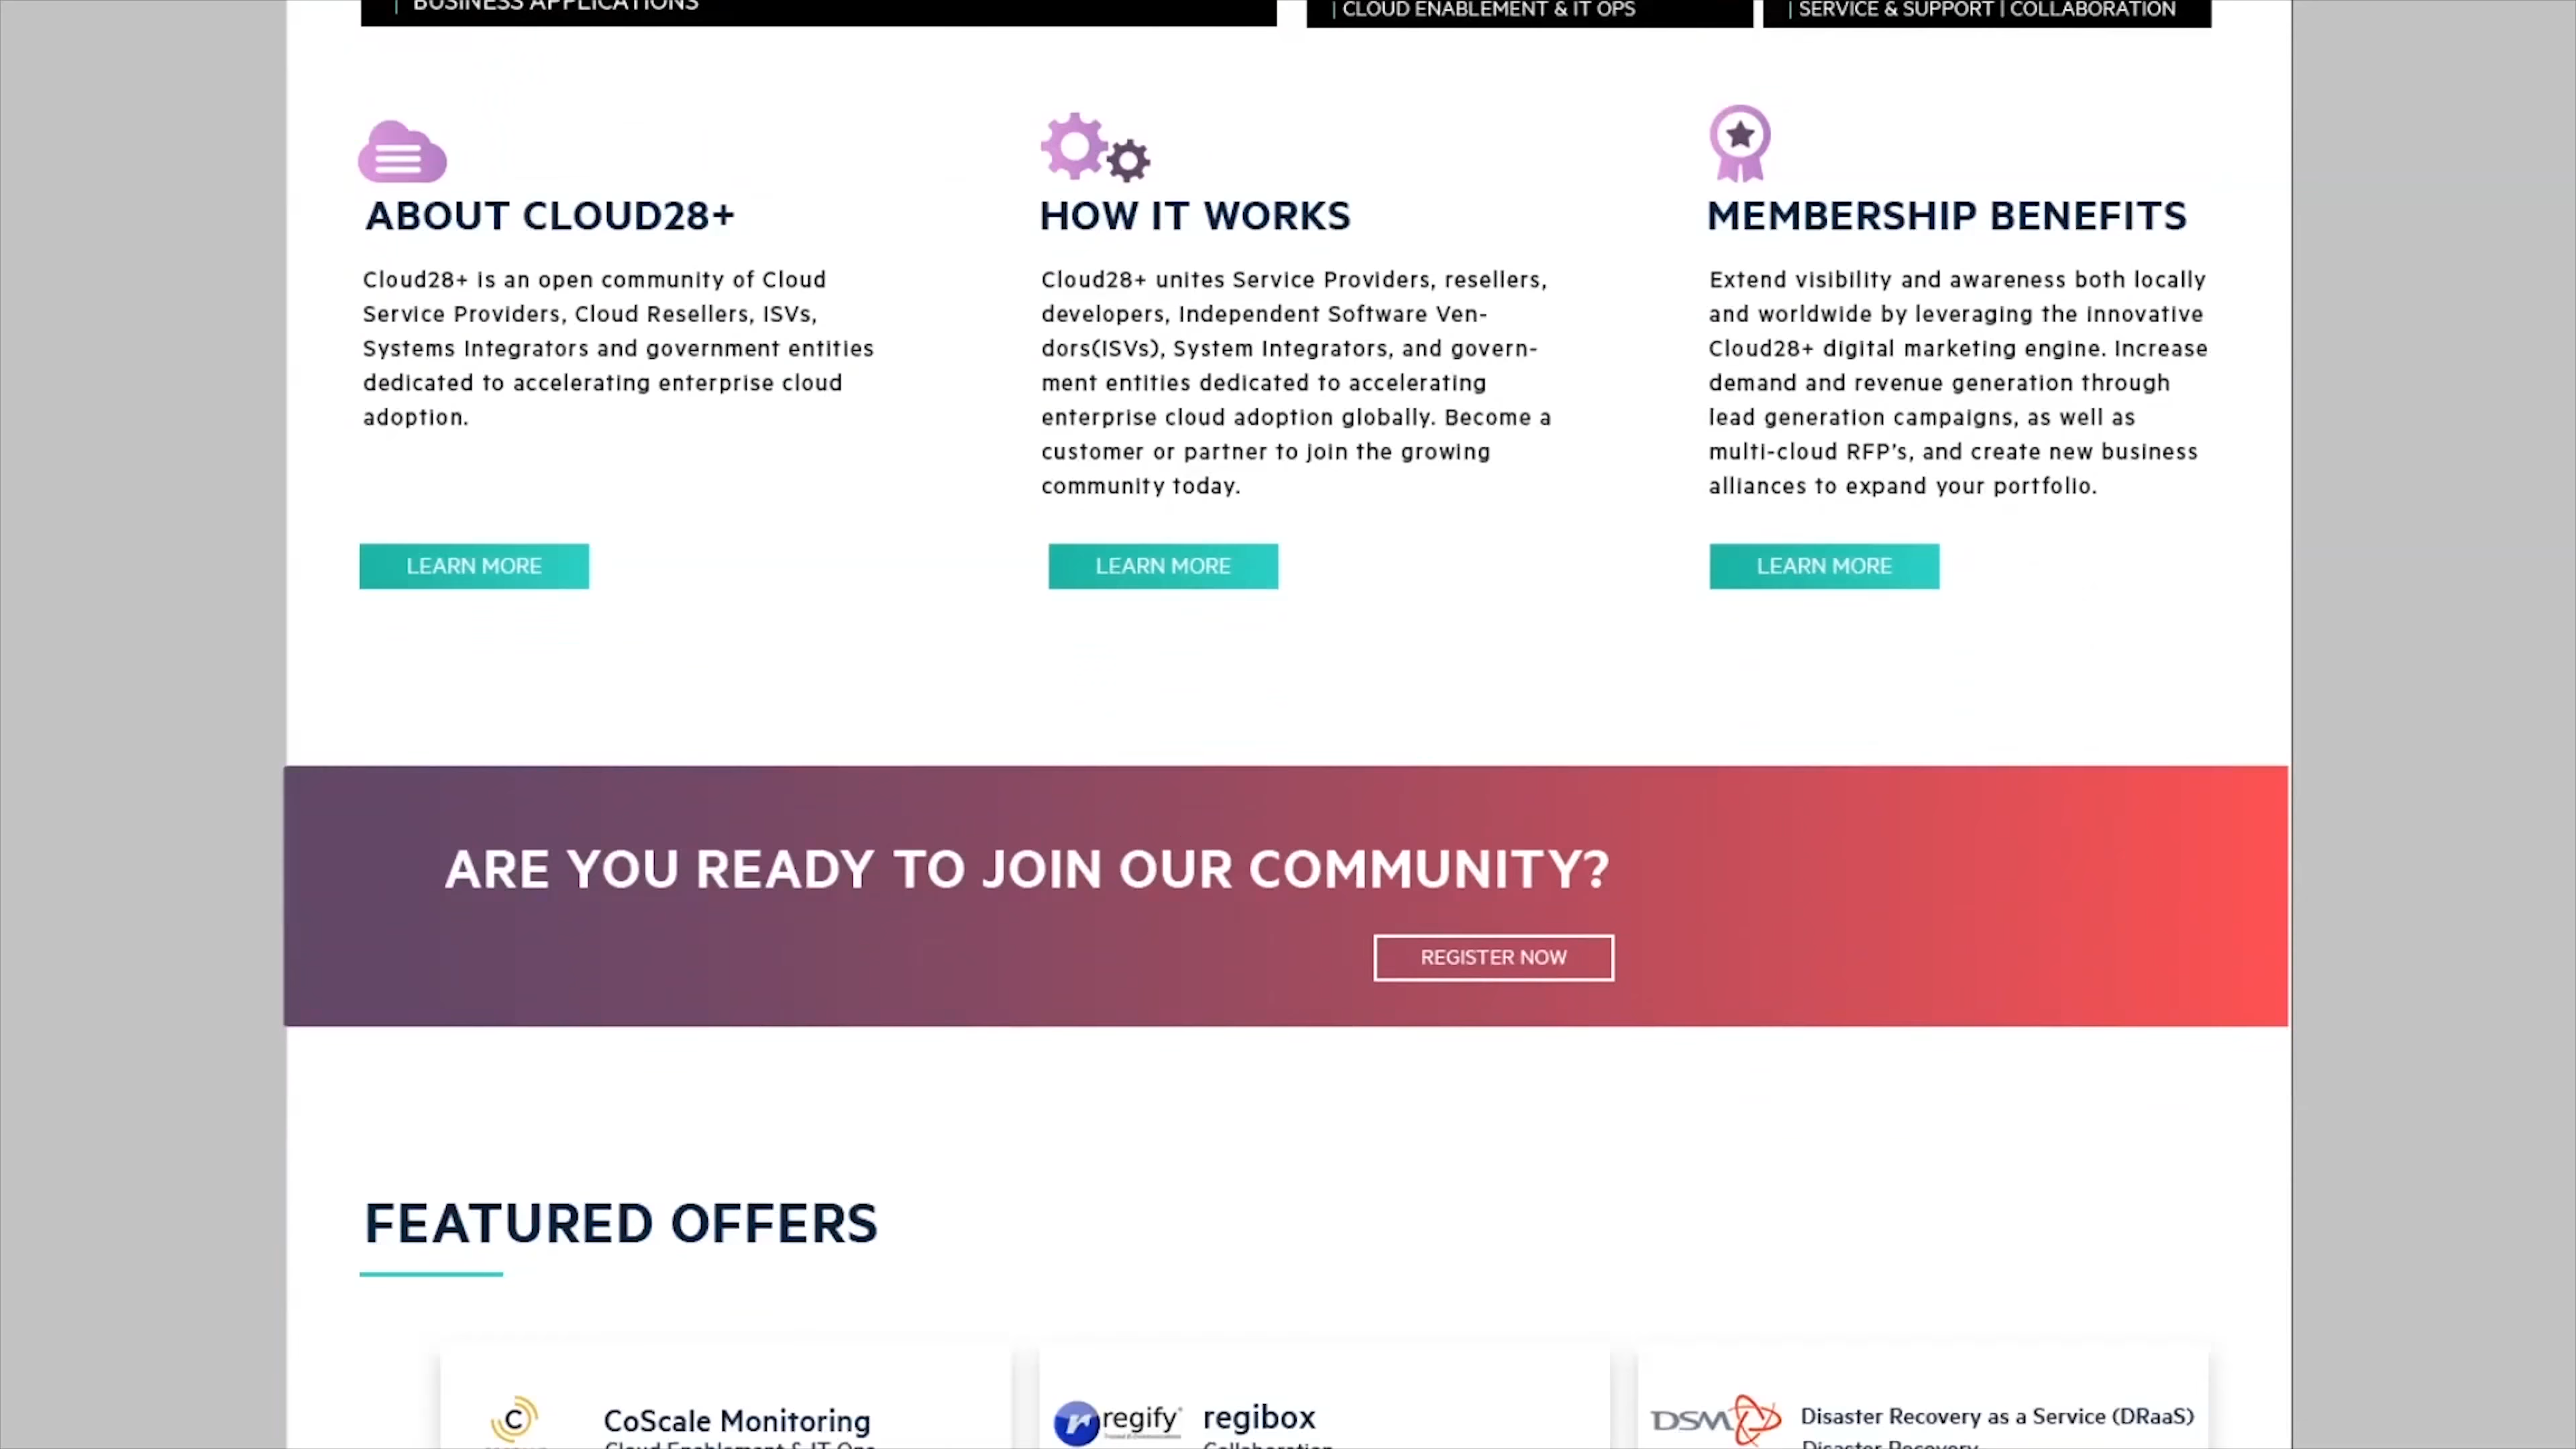 BUSINESS APPLICATIONS
| CLOUD ENABLEMENT & IT OPS
| SERVICE & SUPPORT | COLLABORATION
ABOUT CLOUD28+
Cloud28+ is an open community of Cloud
Service Providers, Cloud Resellers, ISVs,
Systems Integrators and government entities
dedicated to accelerating enterprise cloud
adoption.
LEARN MORE
HOW IT WORKS
Cloud28+ unites Service Providers, resellers,
developers, Independent Software Ven-
dors(ISVs), System Integrators, and govern-
ment entities dedicated to accelerating
enterprise cloud adoption globally. Become a
customer or partner to join the growing
community today.
LEARN MORE
MEMBERSHIP BENEFITS
Extend visibility and awareness both locally
and worldwide by leveraging the innovative
Cloud28+ digital marketing engine. Increase
demand and revenue generation through
lead generation campaigns, as well as
multi-cloud RFP's, and create new business
alliances to expand your portfolio.
LEARN MORE
ARE YOU READY TO JOIN OUR COMMUNITY?
REGISTER NOW
FEATURED OFFERS
C
CoScale Monitoring
Cloud Enablement & IT Ops
r regify
regibox
Collaboration
DSM
Disaster Recovery as a Service (DRaaS)
Disaster Recovery